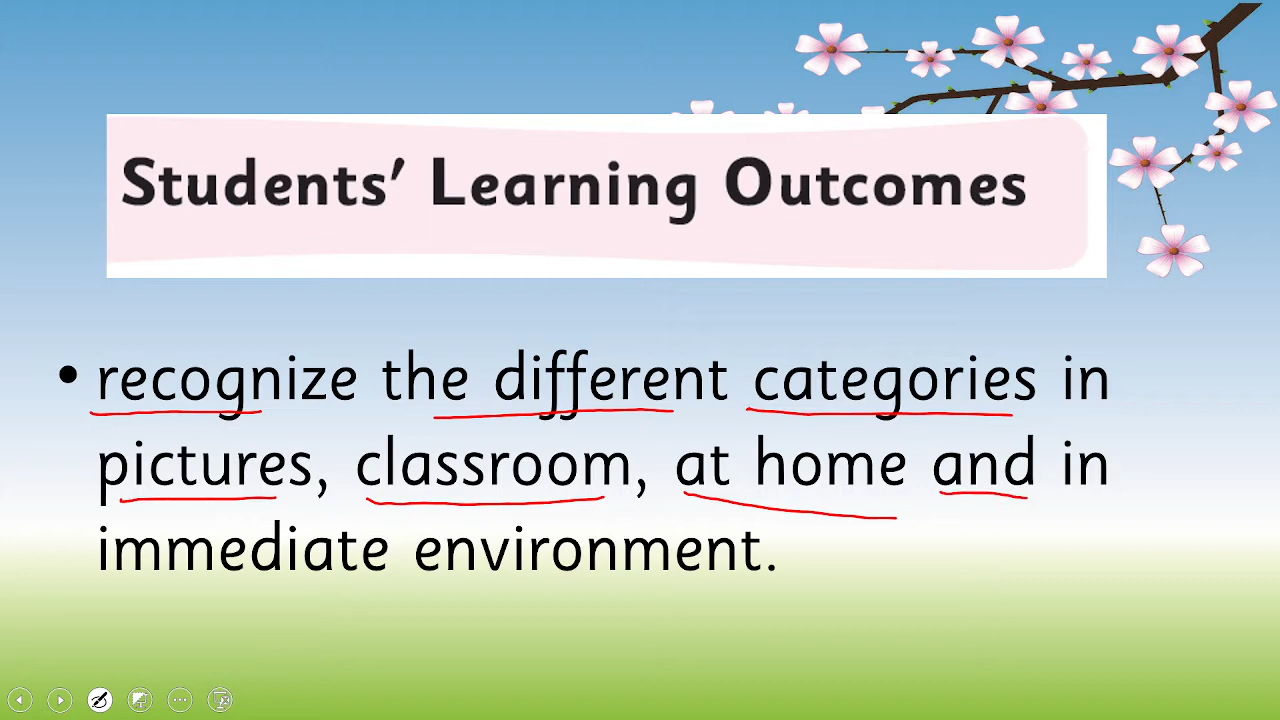 Students’ Learning Outcomes
• recognize the different categories in
pictures, classroom, at home and in
immediate environment.